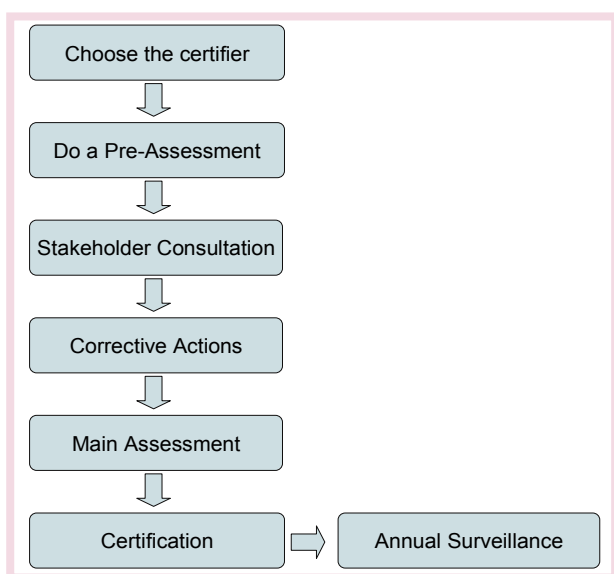 Choose the certifier
Do a Pre-Assessment
Stakeholder Consultation
Corrective Actions
Main Assessment
Certification
Annual Surveillance